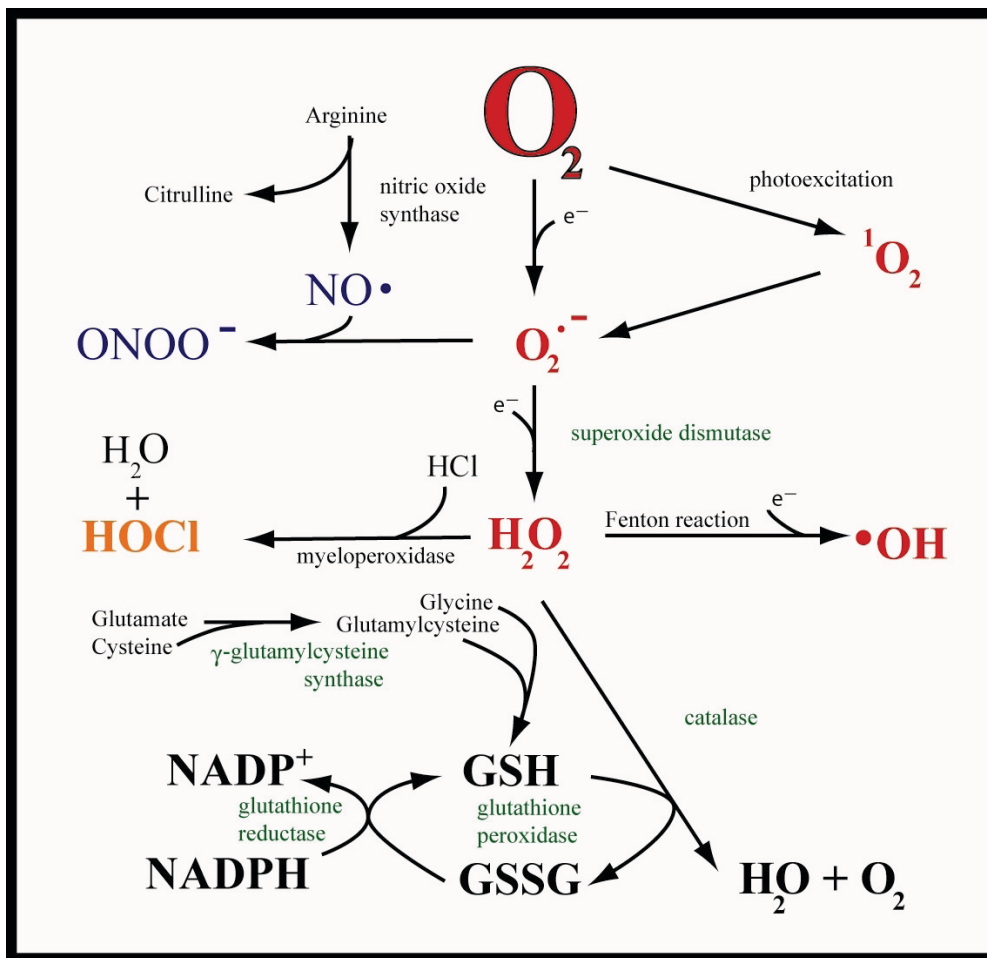 O₂
Arginine
photoexcitation
Citrulline
nitric oxide
synthase
e⁻
¹O₂
NO•
ONOO⁻
O₂•⁻
e⁻
superoxide dismutase
H₂O
+
HOCl
HCl
myeloperoxidase
H₂O₂
Fenton reaction
e⁻
•OH
Glutamate
Cysteine
γ-glutamylcysteine
synthase
Glycine
Glutamylcysteine
catalase
NADP⁺
GSH
glutathione
reductase
glutathione
peroxidase
NADPH
GSSG
H₂O + O₂